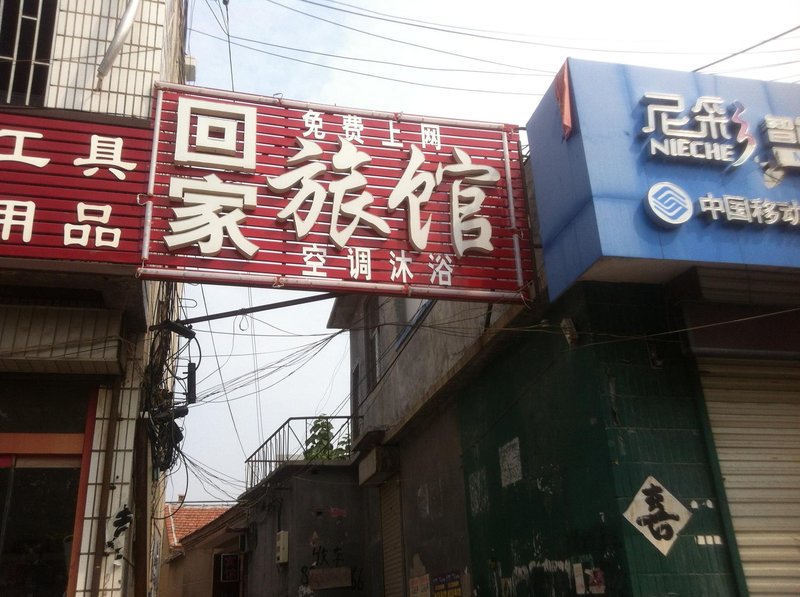 工具
用品
回家
免费上网
旅馆
空调沐浴
尼彩
NIECHE
智
中国移动
喜